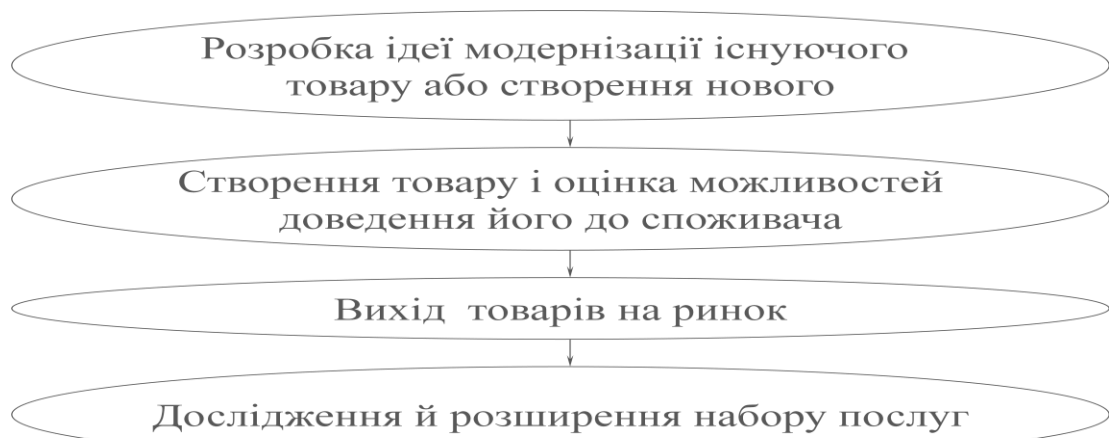 Розробка ідеї модернізації існуючого
товару або створення нового
Створення товару і оцінка можливостей
доведення його до споживача
Вихід товарів на ринок
Дослідження й розширення набору послуг